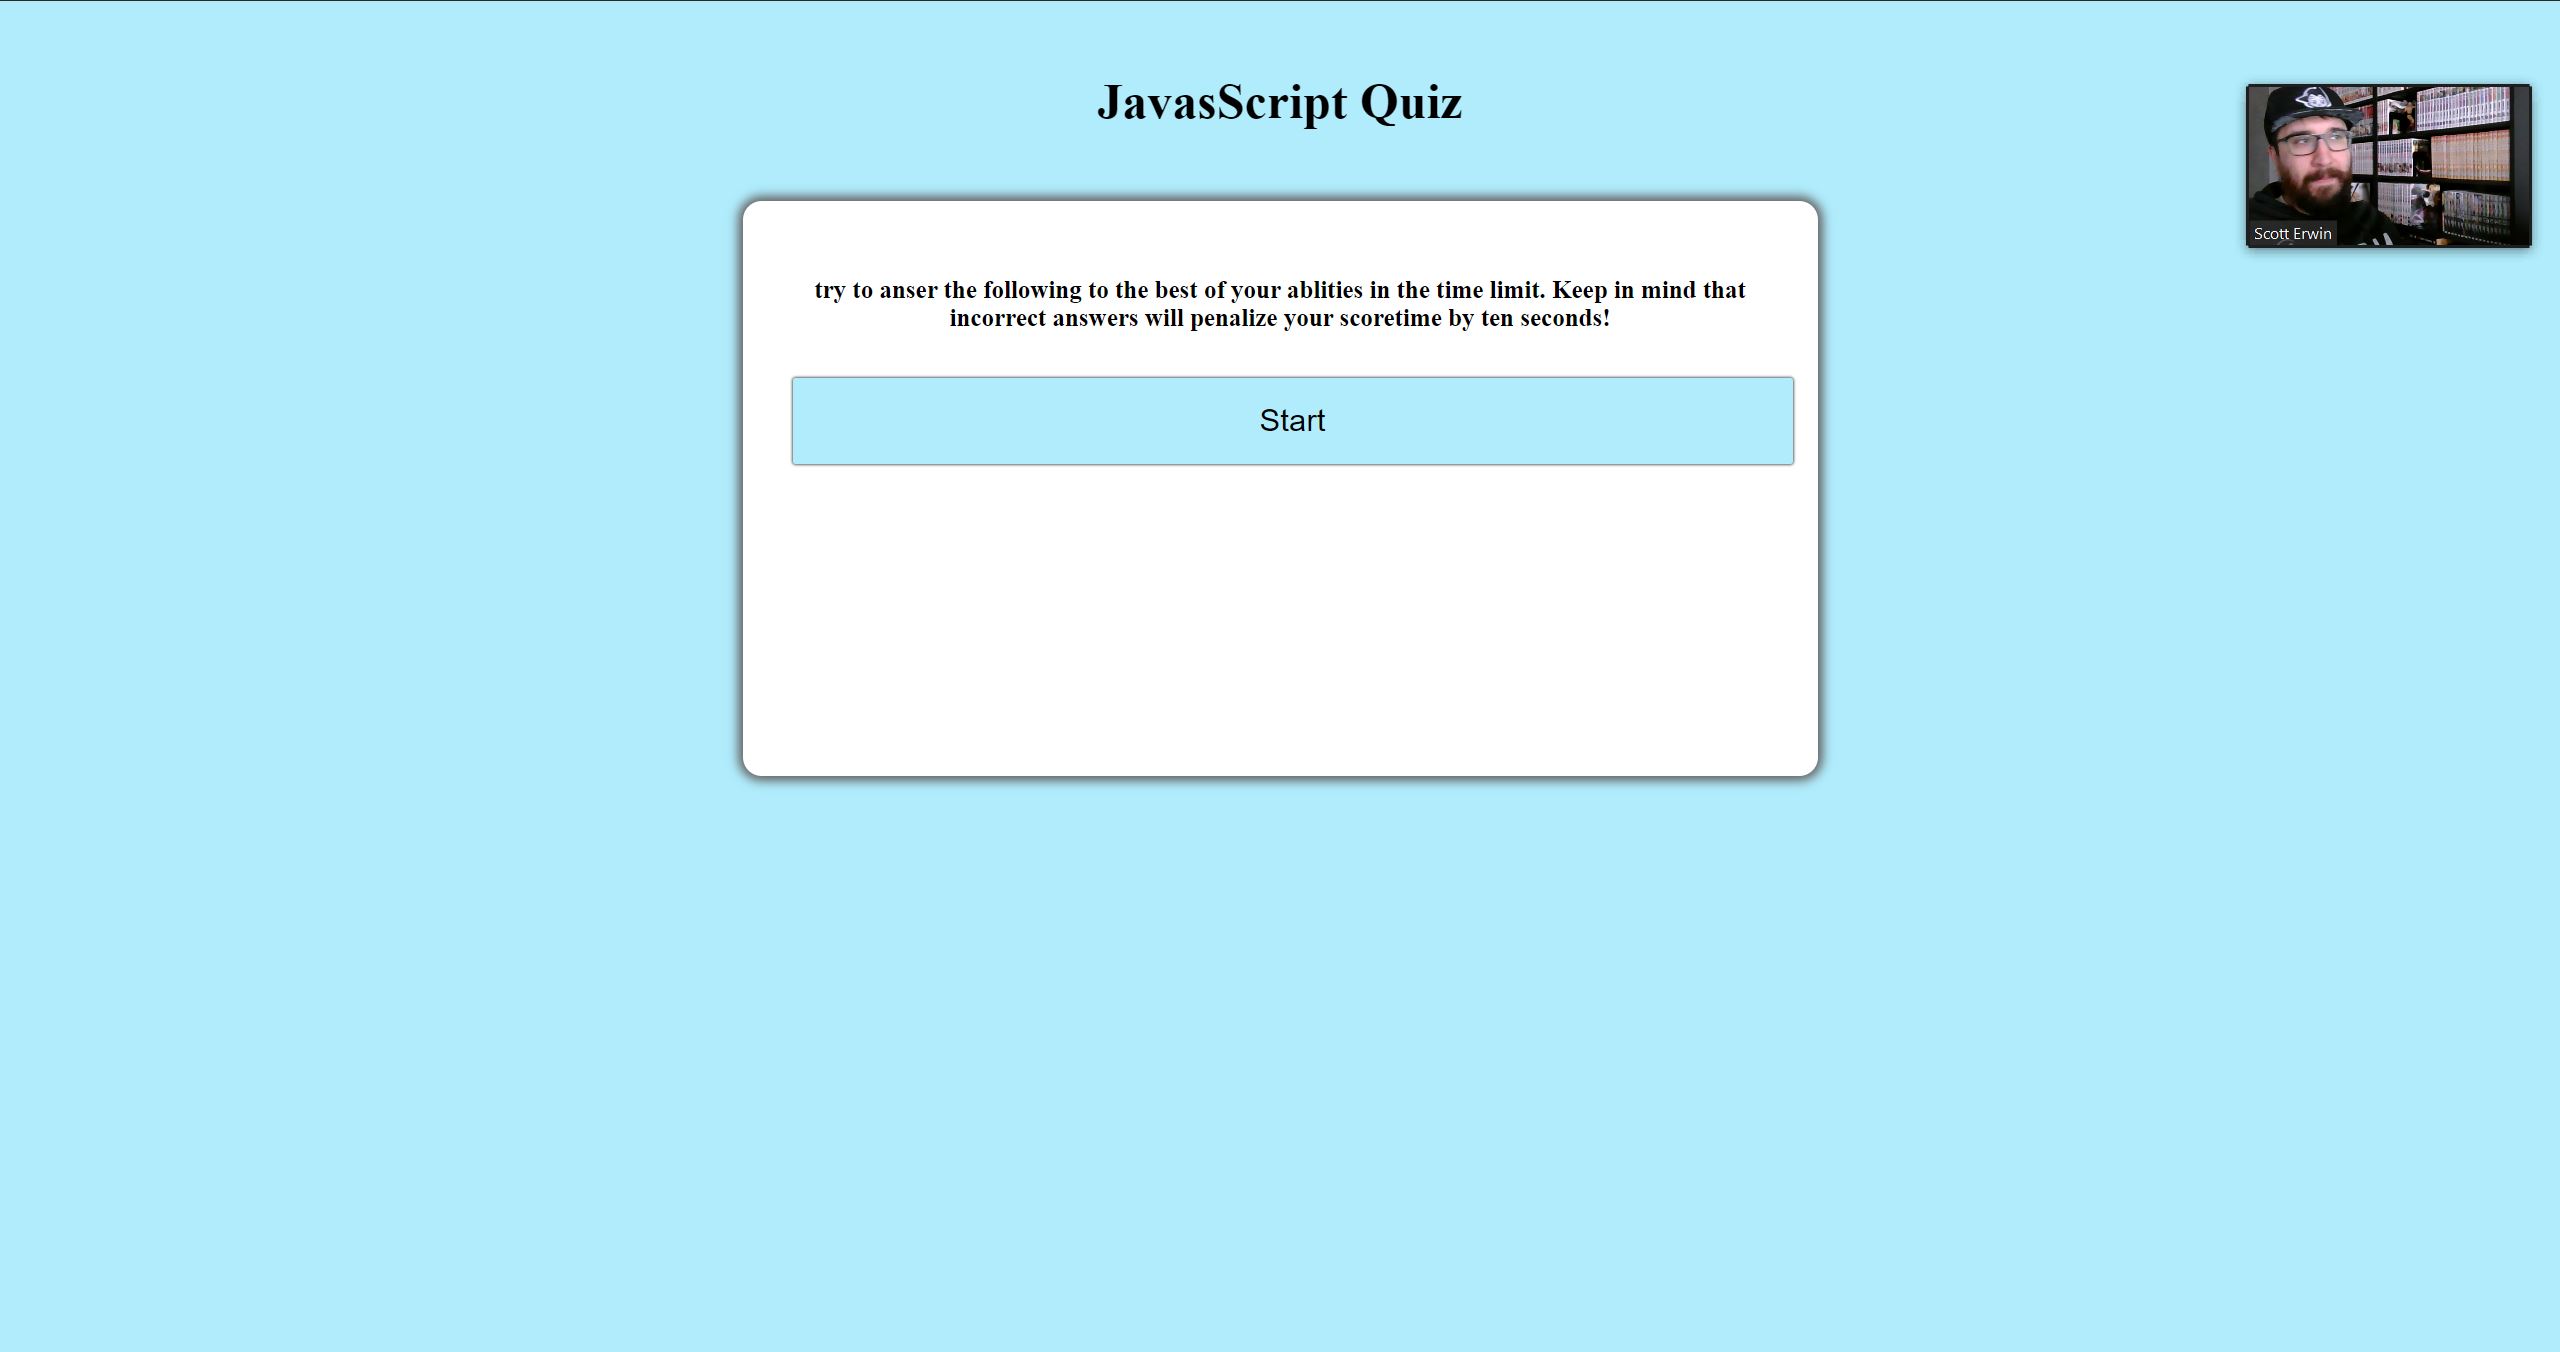 JavasScript Quiz
try to anser the following to the best of your ablities in the time limit. Keep in mind that
incorrect answers will penalize your scoretime by ten seconds!
Start
Scott Erwin